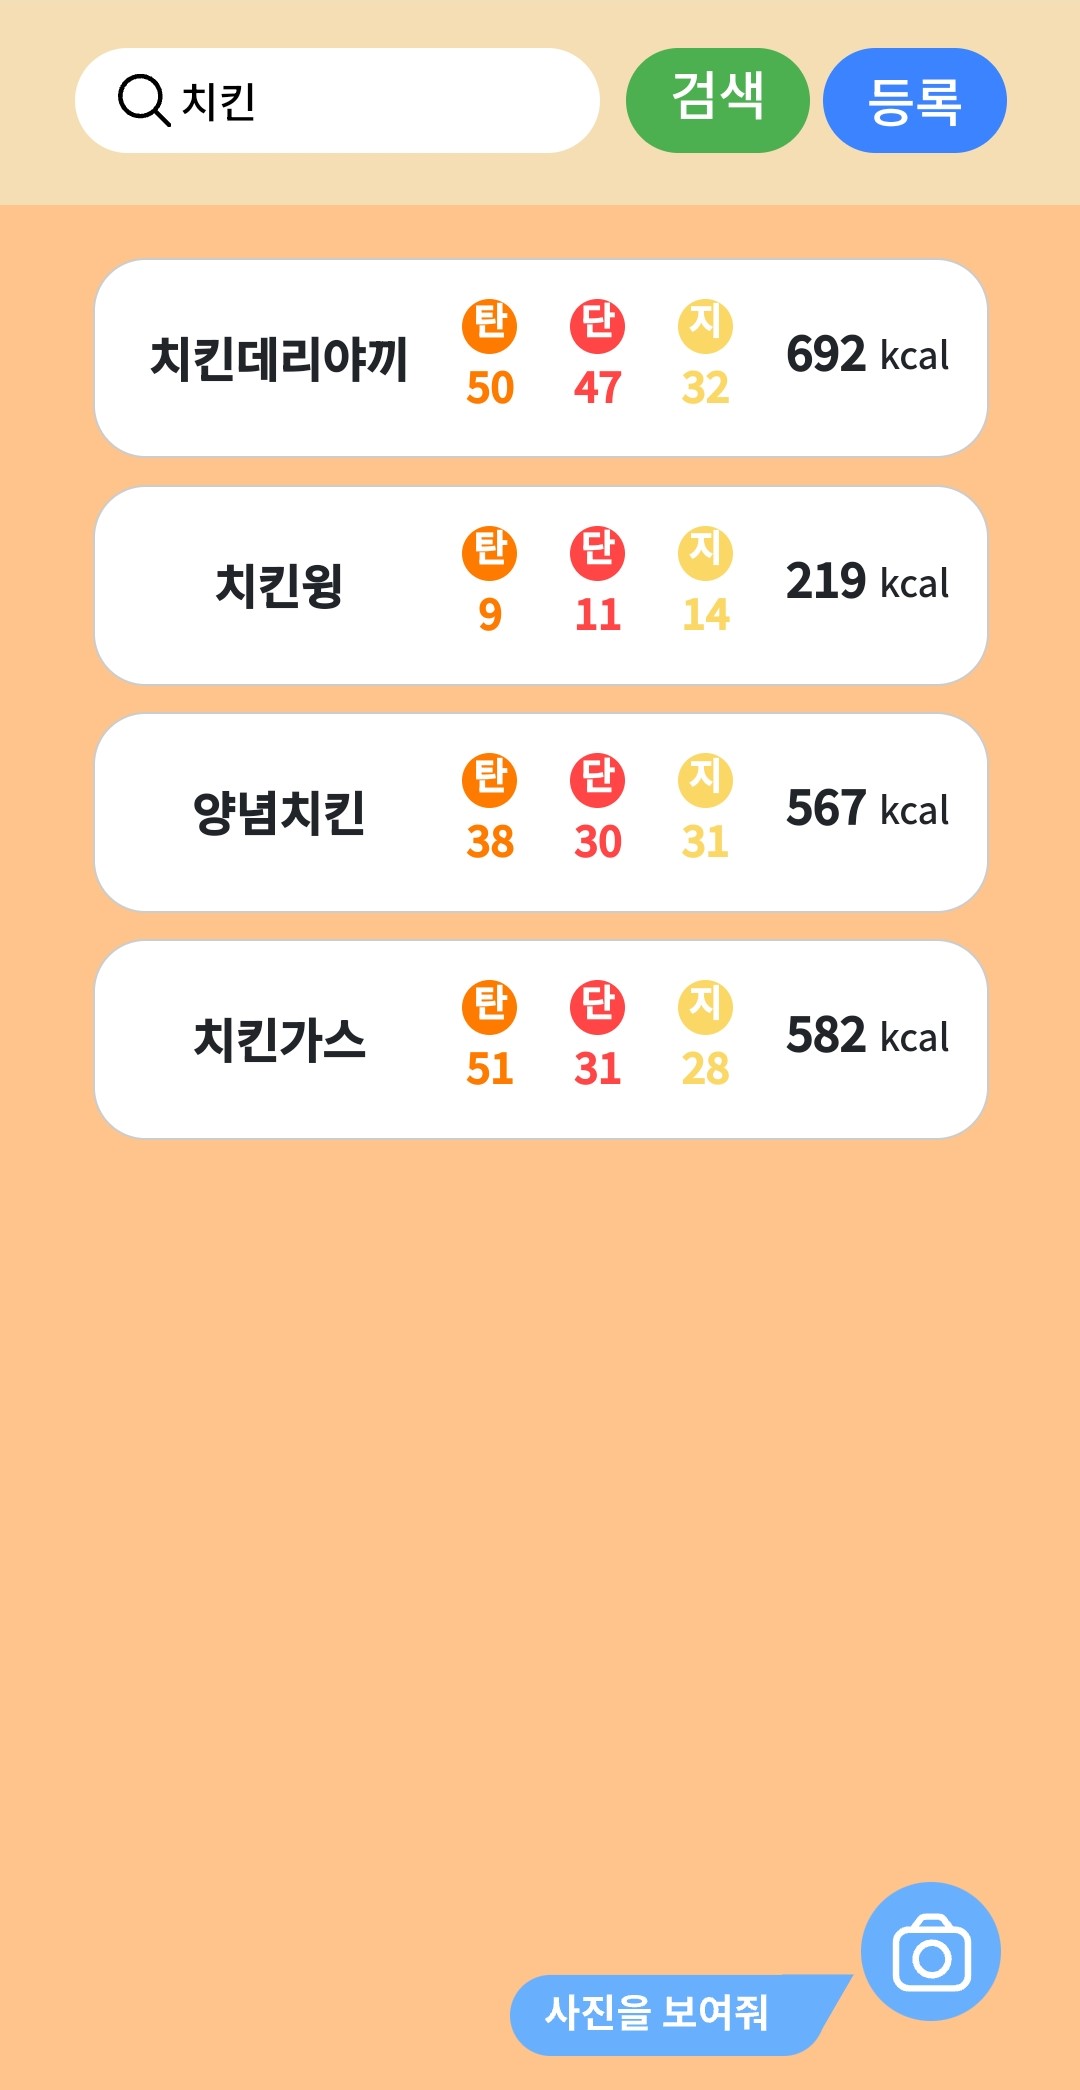 치킨 검색 등록
치킨데리야끼 탄 단 지 692 kcal
50 47 32
치킨윙 탄 단 지 219 kcal
9 11 14
양념치킨 탄 단 지 567 kcal
38 30 31
치킨가스 탄 단 지 582 kcal
51 31 28
사진을 보여줘